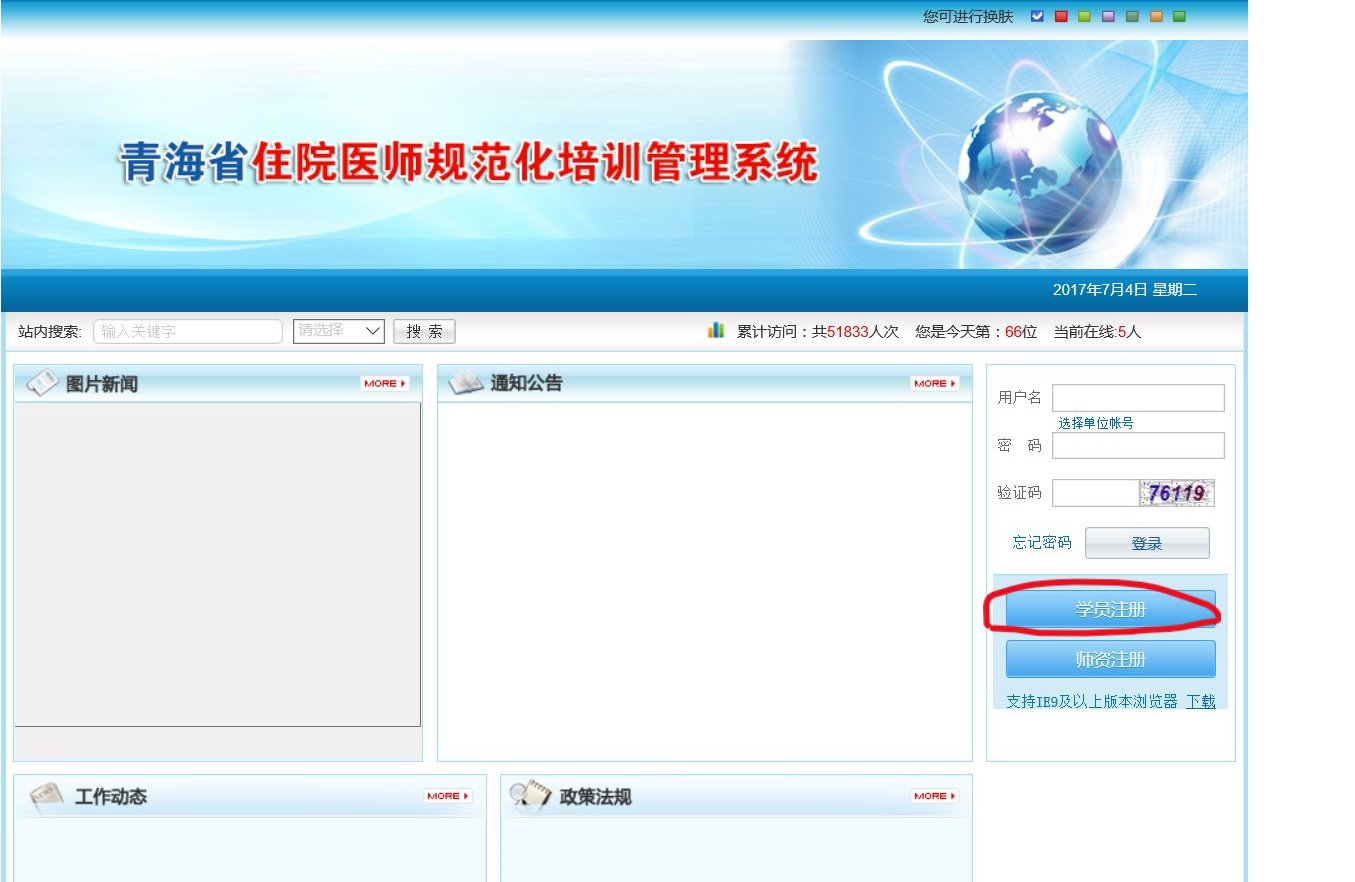 您可进行换肤
青海省住院医师规范化培训管理系统
2017年7月4日 星期二
站内搜索: 输入关键字 请选择 搜 索 累计访问：共51833人次 您是今天第：66位 当前在线:5人
图片新闻 MORE
通知公告 MORE
用户名
选择单位帐号
密 码
验证码 76119
忘记密码 登录
学员注册
师资注册
支持IE9及以上版本浏览器 下载
工作动态 MORE
政策法规 MORE